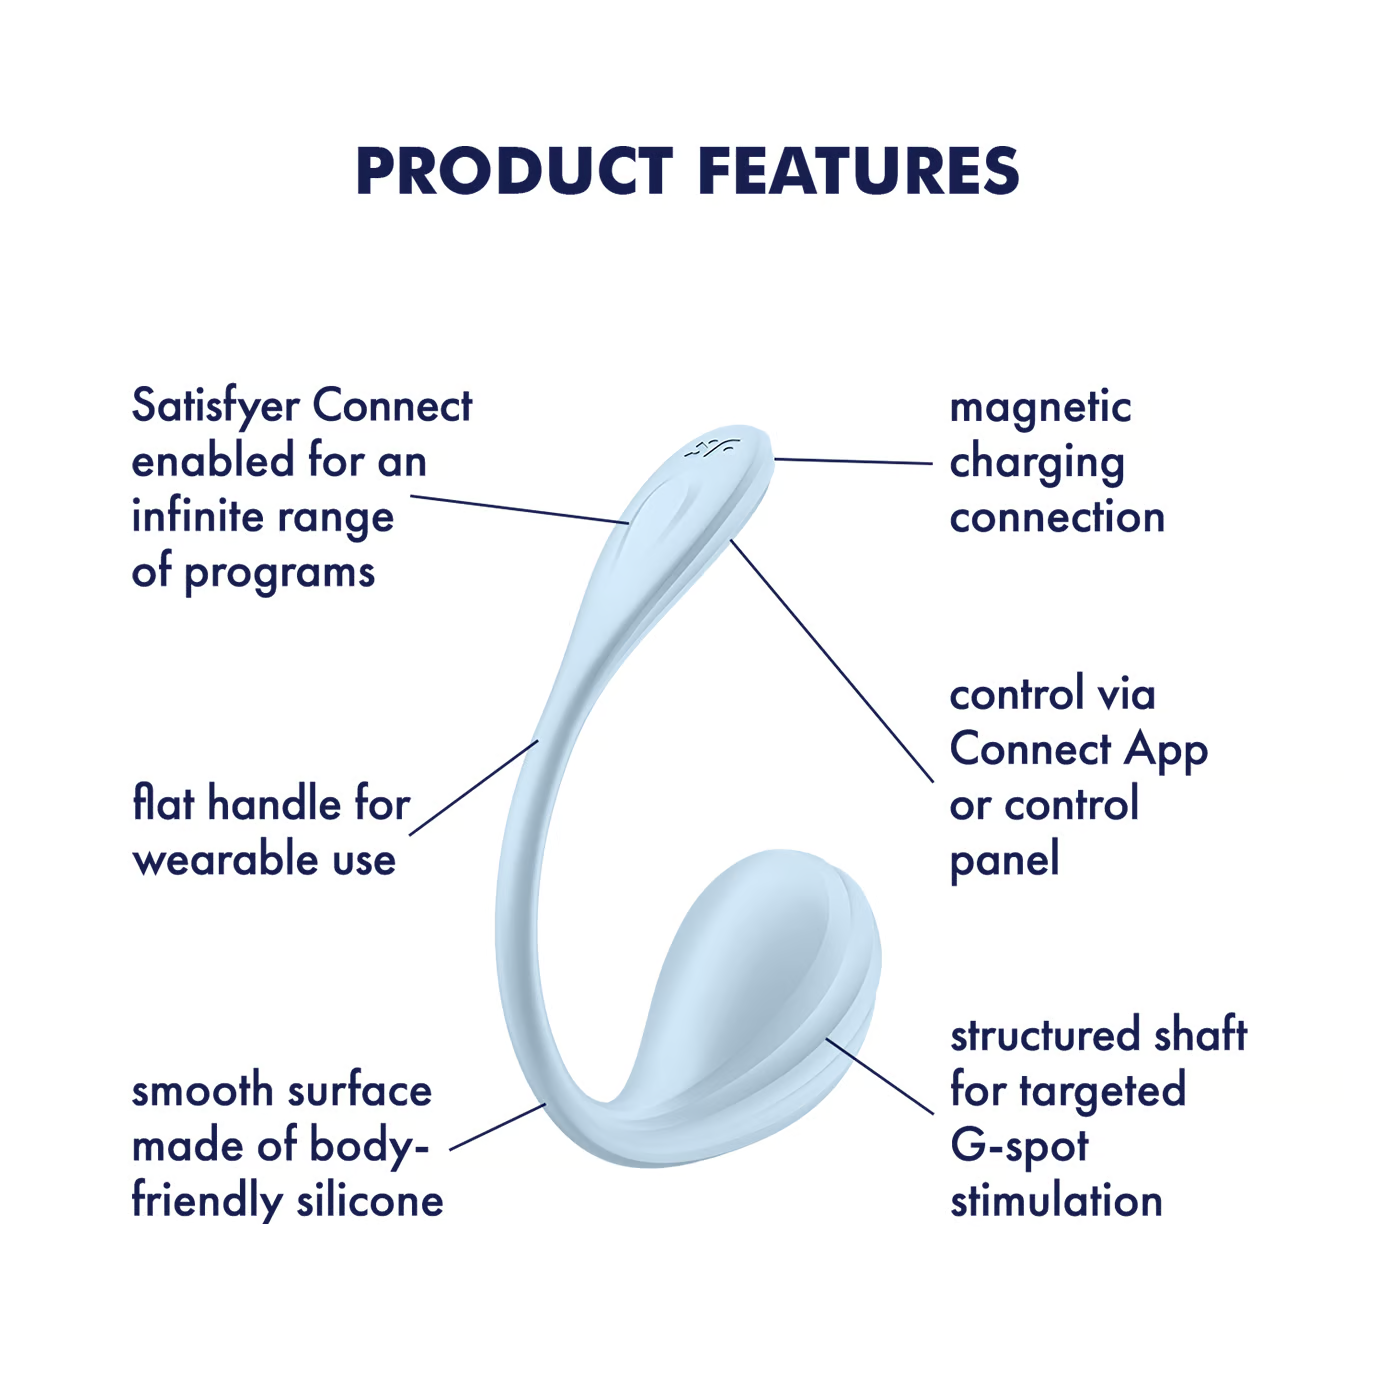 PRODUCT FEATURES
Satisfyer Connect
enabled for an
infinite range
of programs
magnetic
charging
connection
control via
Connect App
or control
panel
flat handle for
wearable use
smooth surface
made of body-
friendly silicone
structured shaft
for targeted
G-spot
stimulation